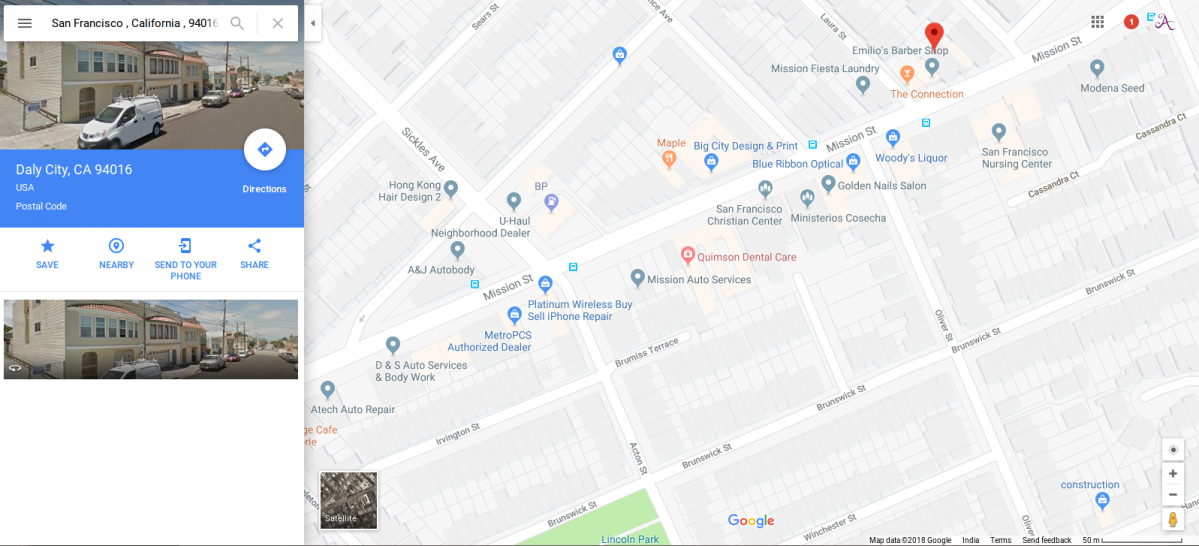 San Francisco , California , 94016
Daly City, CA 94016
USA
Postal Code
Directions
SAVE
NEARBY
SEND TO YOUR
PHONE
SHARE
Sears St
Laura St
Mission St
Emilio's Barber Shop
Mission Fiesta Laundry
The Connection
Modena Seed
Cassandra Ct
Sickles Ave
Maple
Big City Design & Print
Mission St
Blue Ribbon Optical
Woody's Liquor
San Francisco
Nursing Center
Cassandra Ct
Hong Kong
Hair Design 2
BP
Golden Nails Salon
San Francisco
Christian Center
Ministerios Cosecha
U-Haul
Neighborhood Dealer
A&J Autobody
Quimson Dental Care
Mission St
Mission Auto Services
Brunswick St
Platinum Wireless Buy
Sell iPhone Repair
MetroPCS
Authorized Dealer
Oliver St
Brunswick St
Brumiss Terrace
D & S Auto Services
& Body Work
Atech Auto Repair
Brunswick St
ge Cafe
rie
Irvington St
Acton St
Brunswick St
construction
Satellite
Brunswick St
Oliver St
Winchester St
Lincoln Park
Google
Map data ©2018 Google
India
Terms
Send feedback
50 m
1
A